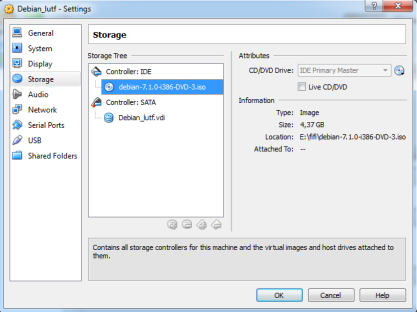 Debian_lutf - Settings
General
System
Display
Storage
Audio
Network
Serial Ports
USB
Shared Folders
Storage
Storage Tree
Controller: IDE
debian-7.1.0-i386-DVD-3.iso
Controller: SATA
Debian_lutf.vdi
Attributes
CD/DVD Drive: IDE Primary Master
Live CD/DVD
Information
Type: Image
Size: 4,37 GB
Location: E:\fifi\debian-7.1.0-i386-DVD-3.iso
Attached To: --
Contains all storage controllers for this machine and the virtual images and host drives attached to
them.
OK Cancel Help